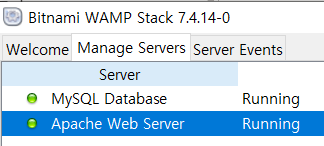 Bitnami WAMP Stack 7.4.14-0
Welcome Manage Servers Server Events
Server
MySQL Database Running
Apache Web Server Running